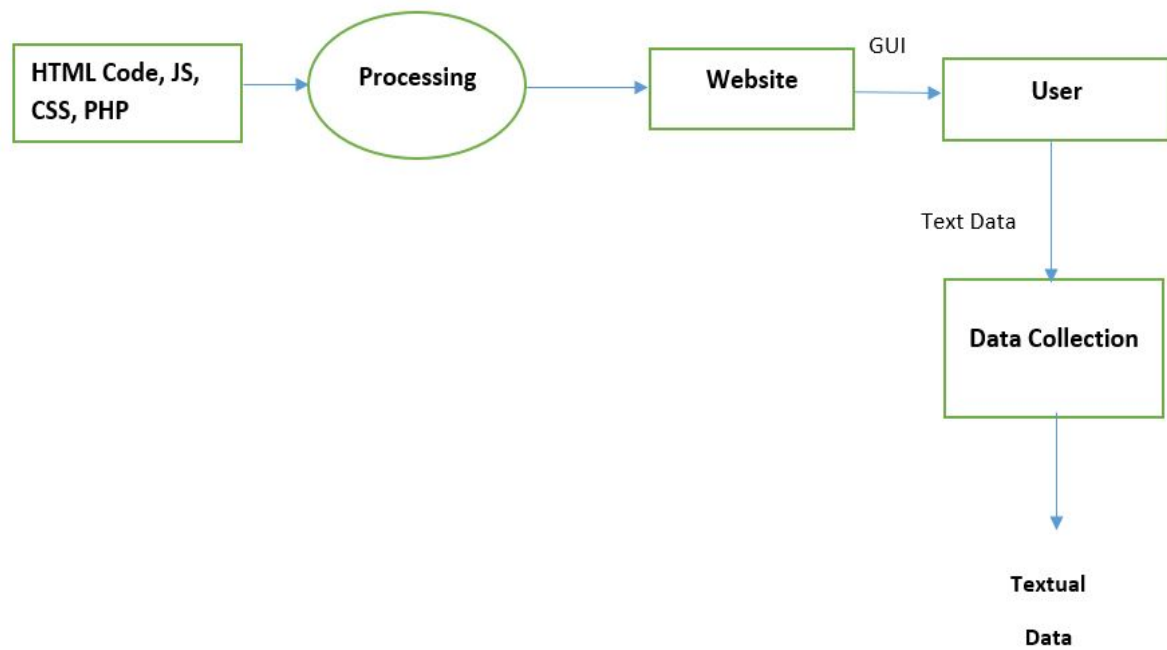 HTML Code, JS,
CSS, PHP
Processing
Website
GUI
User
Text Data
Data Collection
Textual
Data